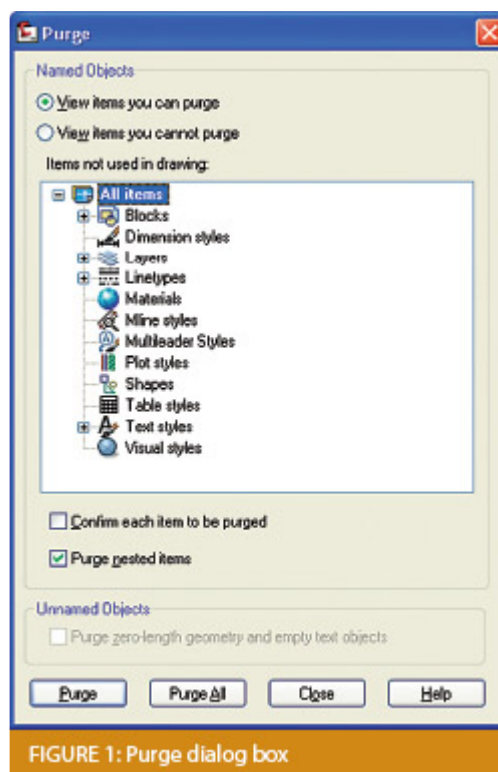 Purge
Named Objects
View items you can purge
View items you cannot purge
Items not used in drawing:
All items
Blocks
Dimension styles
Layers
Linetypes
Materials
Mline styles
Multileader Styles
Plot styles
Shapes
Table styles
Text styles
Visual styles
Confirm each item to be purged
Purge nested items
Unnamed Objects
Purge zero-length geometry and empty text objects
Purge Purge All Close Help
FIGURE 1: Purge dialog box